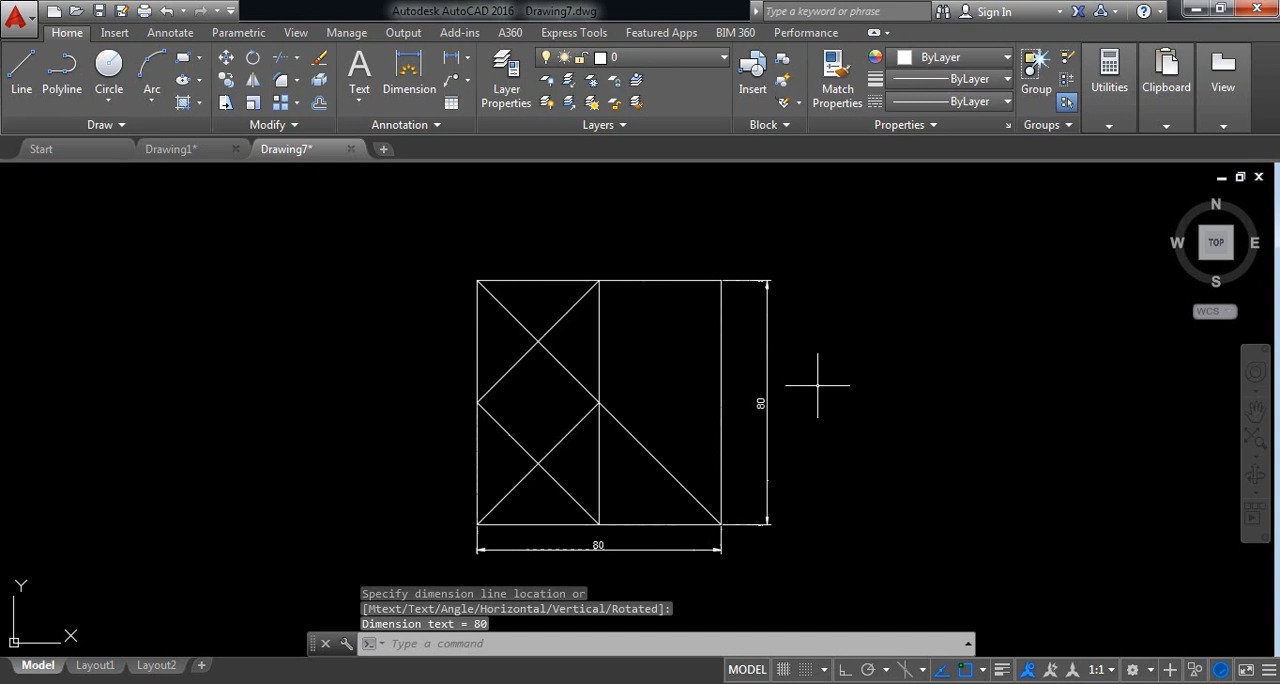 Autodesk AutoCAD 2016 Drawing7.dwg
Type a keyword or phrase
Sign In
Home Insert Annotate Parametric View Manage Output Add-ins A360 Express Tools Featured Apps BIM 360 Performance
0
ByLayer
ByLayer
ByLayer
Line Polyline Circle Arc
Text Dimension
Layer
Properties
Insert
Match
Properties
Group
Utilities Clipboard View
Draw Modify Annotation Layers Block Properties Groups
Start Drawing1* Drawing7*
N
W TOP E
S
WCS
80
80
Specify dimension line location or
[Mtext/Text/Angle/Horizontal/Vertical/Rotated]:
Dimension text = 80
Type a command
Y
X
Model Layout1 Layout2
MODEL 1:1